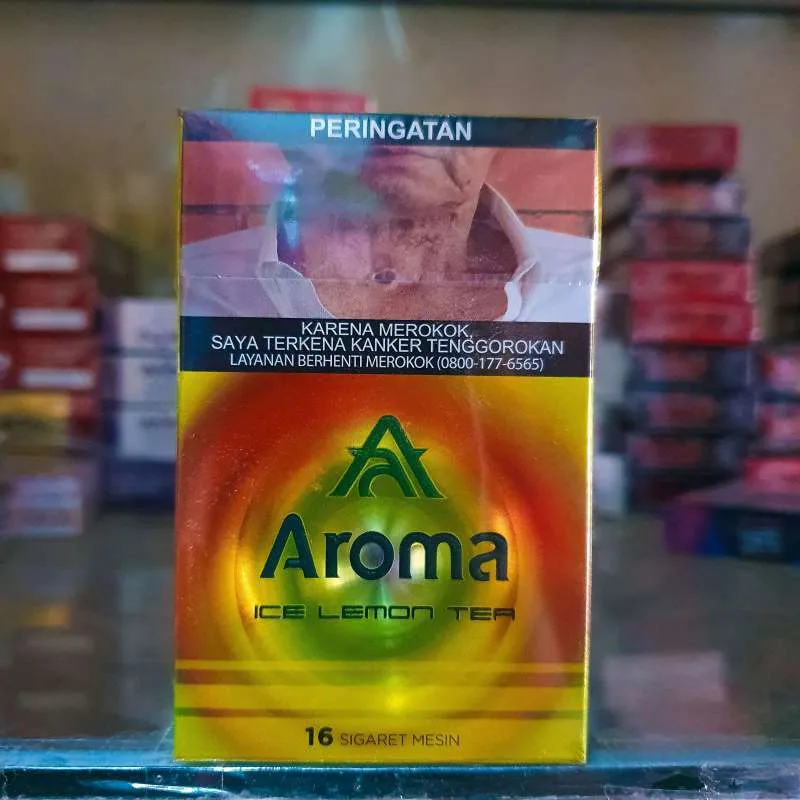 PERINGATAN
KARENA MEROKOK,
SAYA TERKENA KANKER TENGGOROKAN
LAYANAN BERHENTI MEROKOK (0800-177-6565)
Aroma
ICE LEMON TEA
16 SIGARET MESIN